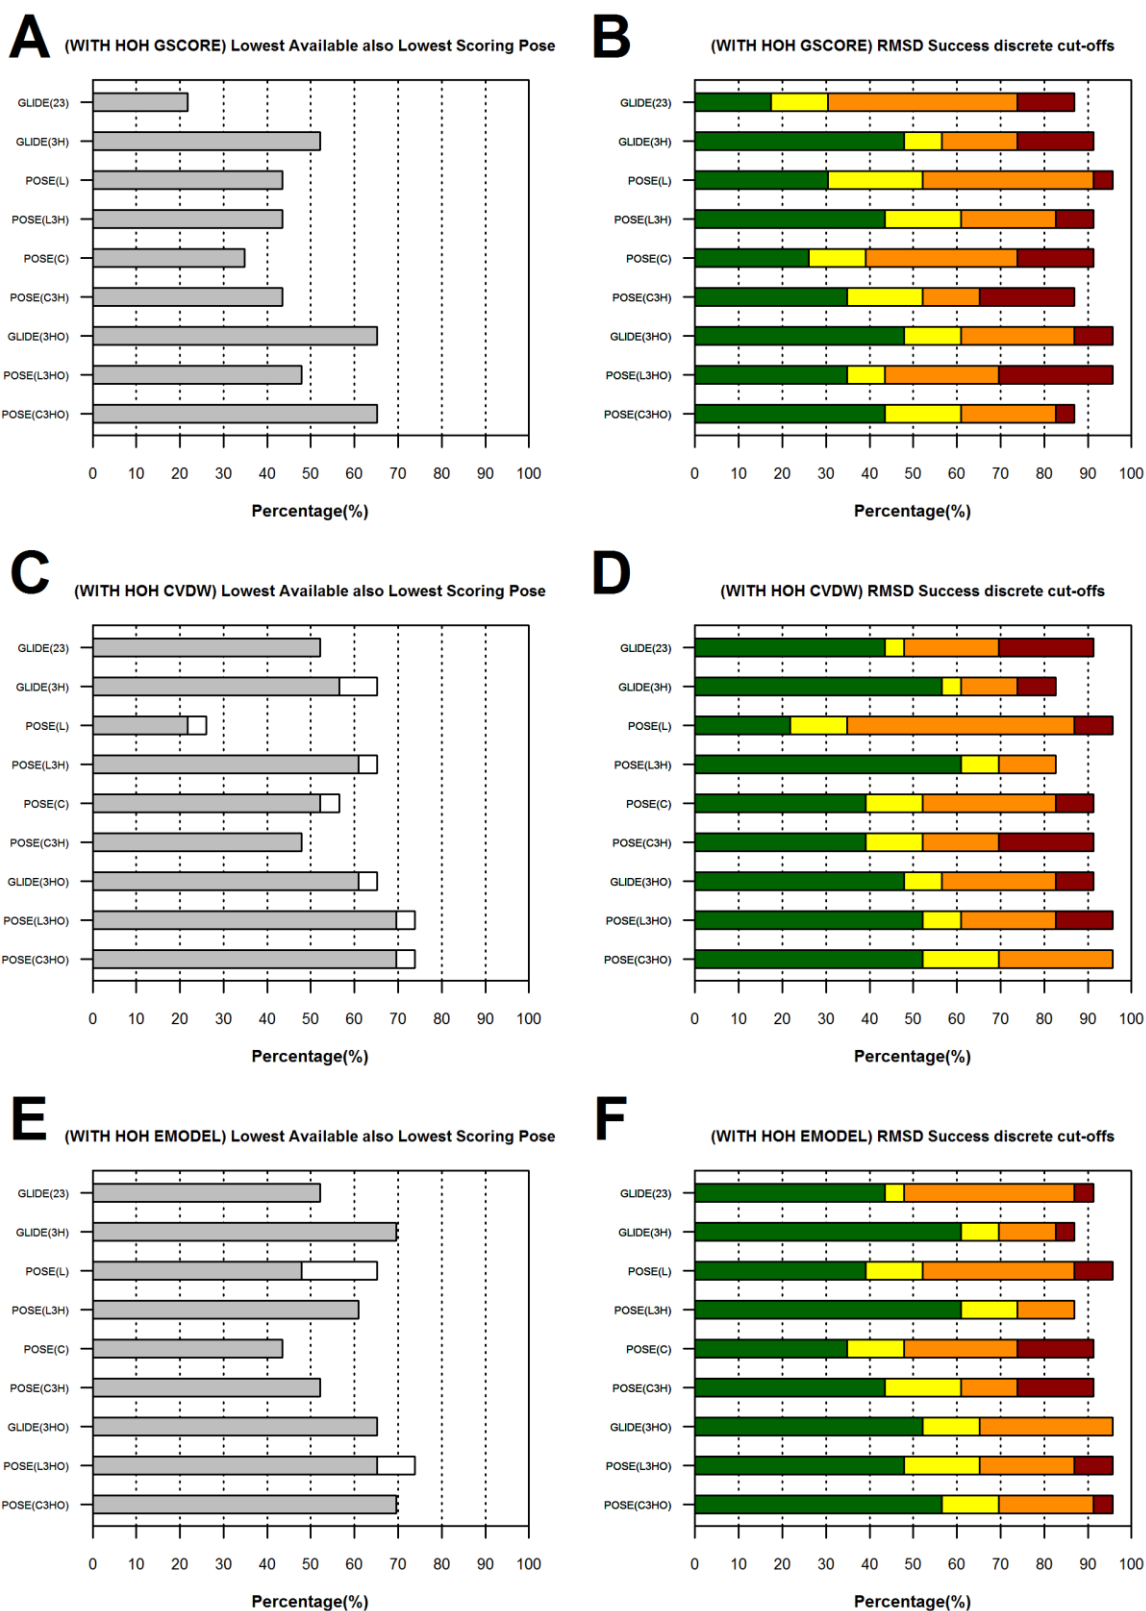 A
(WITH HOH GSCORE) Lowest Available also Lowest Scoring Pose
GLIDE(23)
GLIDE(3H)
POSE(L)
POSE(L3H)
POSE(C)
POSE(C3H)
GLIDE(3HO)
POSE(L3HO)
POSE(C3HO)
0 10 20 30 40 50 60 70 80 90 100
Percentage(%)
B
(WITH HOH GSCORE) RMSD Success discrete cut-offs
GLIDE(23)
GLIDE(3H)
POSE(L)
POSE(L3H)
POSE(C)
POSE(C3H)
GLIDE(3HO)
POSE(L3HO)
POSE(C3HO)
0 10 20 30 40 50 60 70 80 90 100
Percentage(%)
C
(WITH HOH CVDW) Lowest Available also Lowest Scoring Pose
GLIDE(23)
GLIDE(3H)
POSE(L)
POSE(L3H)
POSE(C)
POSE(C3H)
GLIDE(3HO)
POSE(L3HO)
POSE(C3HO)
0 10 20 30 40 50 60 70 80 90 100
Percentage(%)
D
(WITH HOH CVDW) RMSD Success discrete cut-offs
GLIDE(23)
GLIDE(3H)
POSE(L)
POSE(L3H)
POSE(C)
POSE(C3H)
GLIDE(3HO)
POSE(L3HO)
POSE(C3HO)
0 10 20 30 40 50 60 70 80 90 100
Percentage(%)
E
(WITH HOH EMODEL) Lowest Available also Lowest Scoring Pose
GLIDE(23)
GLIDE(3H)
POSE(L)
POSE(L3H)
POSE(C)
POSE(C3H)
GLIDE(3HO)
POSE(L3HO)
POSE(C3HO)
0 10 20 30 40 50 60 70 80 90 100
Percentage(%)
F
(WITH HOH EMODEL) RMSD Success discrete cut-offs
GLIDE(23)
GLIDE(3H)
POSE(L)
POSE(L3H)
POSE(C)
POSE(C3H)
GLIDE(3HO)
POSE(L3HO)
POSE(C3HO)
0 10 20 30 40 50 60 70 80 90 100
Percentage(%)